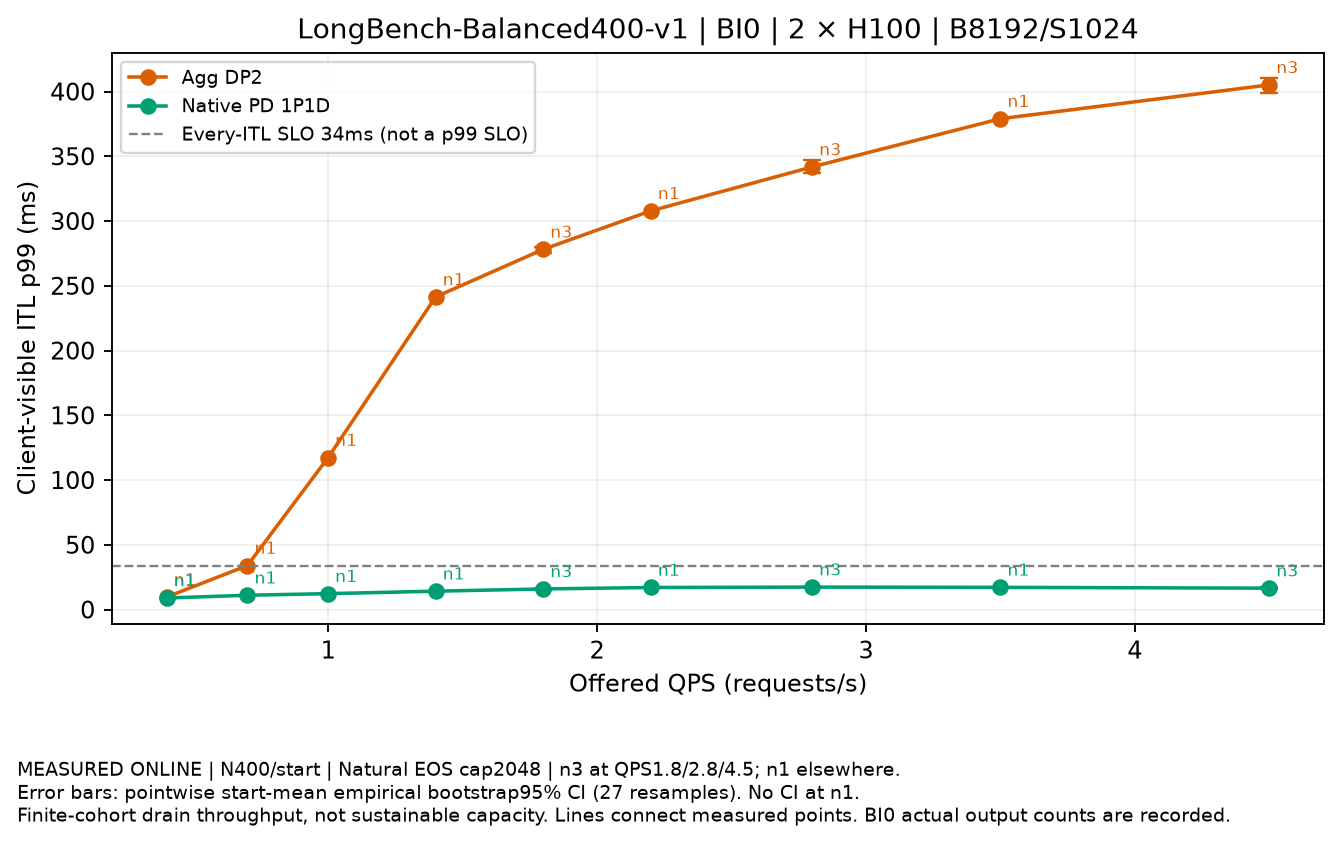 LongBench-Balanced400-v1 | BI0 | 2 × H100 | B8192/S1024
Client-visible ITL p99 (ms)
400
350
300
250
200
150
100
50
0
Agg DP2
Native PD 1P1D
Every-ITL SLO 34ms (not a p99 SLO)
n1
n1
n1
n1
n3
n1
n3
n1
n3
n1
n1
n1
n1
n3
n1
n3
n1
n3
1
2
3
4
Offered QPS (requests/s)
MEASURED ONLINE | N400/start | Natural EOS cap2048 | n3 at QPS1.8/2.8/4.5; n1 elsewhere.
Error bars: pointwise start-mean empirical bootstrap95% CI (27 resamples). No CI at n1.
Finite-cohort drain throughput, not sustainable capacity. Lines connect measured points. BI0 actual output counts are recorded.